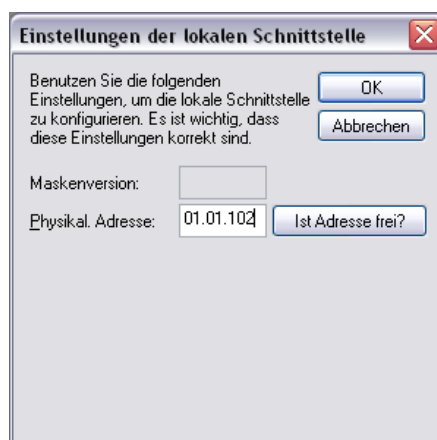 Einstellungen der lokalen Schnittstelle
Benutzen Sie die folgenden
Einstellungen, um die lokale Schnittstelle
zu konfigurieren. Es ist wichtig, dass
diese Einstellungen korrekt sind.
OK
Abbrechen
Maskenversion:
Physikal. Adresse: 01.01.102 Ist Adresse frei?